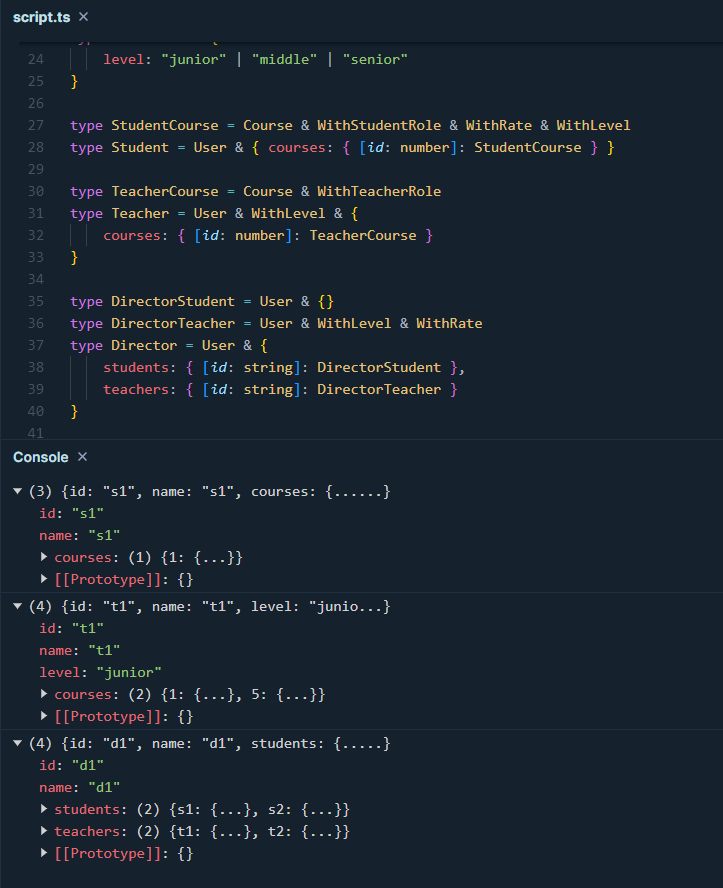 script.ts ×
24 level: "junior" | "middle" | "senior"
25 }
26
27 type StudentCourse = Course & WithStudentRole & WithRate & WithLevel
28 type Student = User & { courses: { [id: number]: StudentCourse } }
29
30 type TeacherCourse = Course & WithTeacherRole
31 type Teacher = User & WithLevel & {
32 courses: { [id: number]: TeacherCourse }
33 }
34
35 type DirectorStudent = User & {}
36 type DirectorTeacher = User & WithLevel & WithRate
37 type Director = User & {
38 students: { [id: string]: DirectorStudent },
39 teachers: { [id: string]: DirectorTeacher }
40 }
41
Console ×
(3) {id: "s1", name: "s1", courses: {......}
id: "s1"
name: "s1"
courses: (1) {1: {...}}
[[Prototype]]: {}
(4) {id: "t1", name: "t1", level: "junio...}
id: "t1"
name: "t1"
level: "junior"
courses: (2) {1: {...}, 5: {...}}
[[Prototype]]: {}
(4) {id: "d1", name: "d1", students: {.....}
id: "d1"
name: "d1"
students: (2) {s1: {...}, s2: {...}}
teachers: (2) {t1: {...}, t2: {...}}
[[Prototype]]: {}